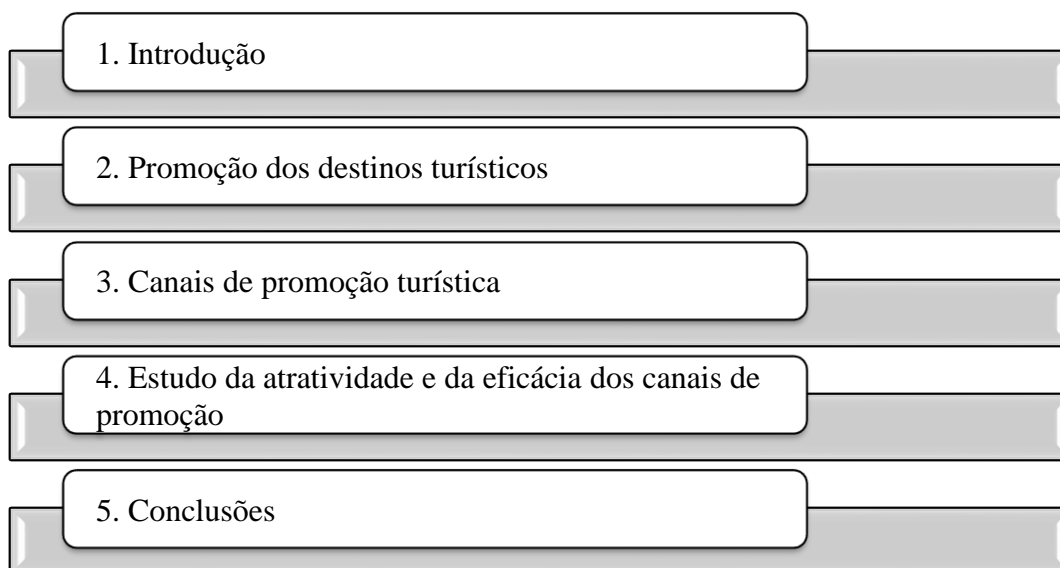 1. Introdução
2. Promoção dos destinos turísticos
3. Canais de promoção turística
4. Estudo da atratividade e da eficácia dos canais de
promoção
5. Conclusões